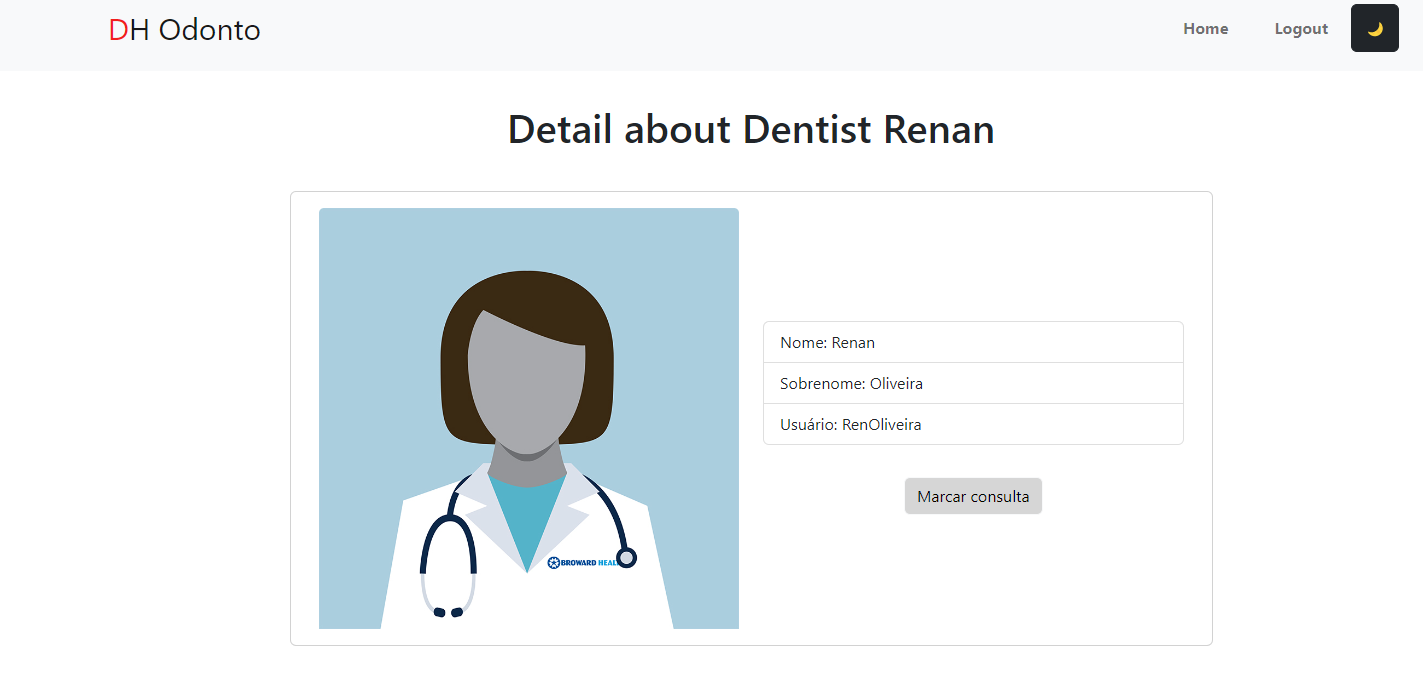 DH Odonto
Home
Logout
Detail about Dentist Renan
Nome: Renan
Sobrenome: Oliveira
Usuário: RenOliveira
Marcar consulta
BROWARD HEAL